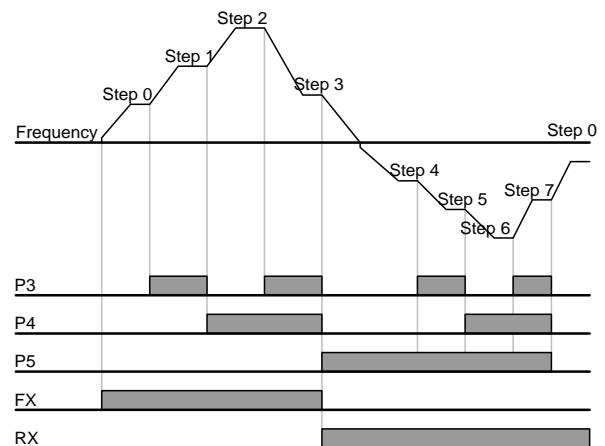 Step 2
Step 1
Step 3
Step 0
Frequency
Step 0
Step 4
Step 7
Step 5
Step 6
P3
P4
P5
FX
RX